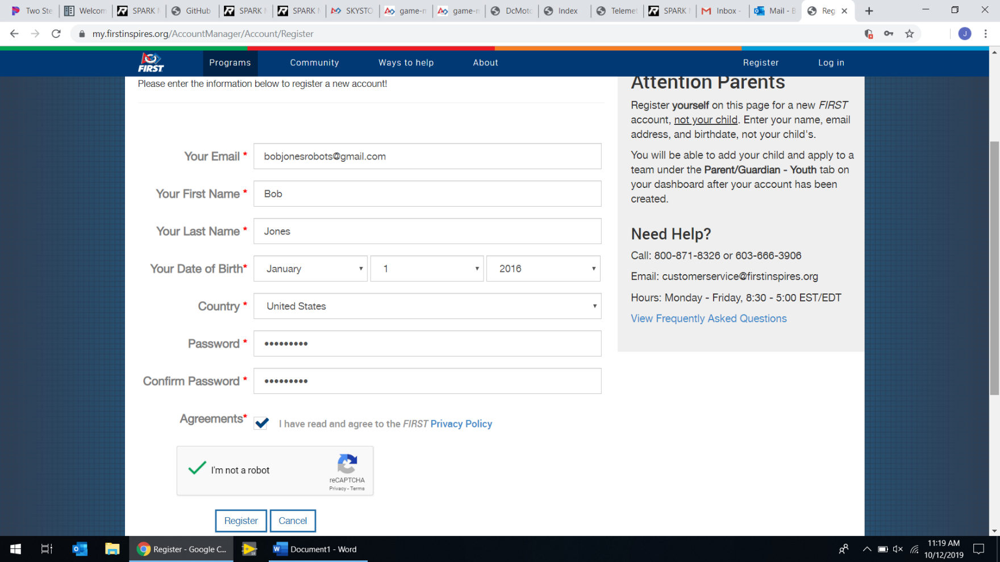 Two Ste
Welcom
SPARK
GitHub
SPARK
SPARK
SKYSTO
game-m
game-m
DcMoto
Index
Telemet
SPARK
Inbox -
Mail - B
Reg
my.firstinspires.org/AccountManager/Account/Register
J
FIRST
Programs
Community
Ways to help
About
Register
Log in
Please enter the information below to register a new account!
Your Email *
bobjonesrobots@gmail.com
Your First Name *
Bob
Your Last Name *
Jones
Your Date of Birth*
January
1
2016
Country *
United States
Password *
•••••••••
Confirm Password *
•••••••••
Agreements*
I have read and agree to the FIRST Privacy Policy
I'm not a robot
reCAPTCHA
Privacy - Terms
Register
Cancel
Attention Parents
Register yourself on this page for a new FIRST
account, not your child. Enter your name, email
address, and birthdate, not your child's.
You will be able to add your child and apply to a
team under the Parent/Guardian - Youth tab on
your dashboard after your account has been
created.
Need Help?
Call: 800-871-8326 or 603-666-3906
Email: customerservice@firstinspires.org
Hours: Monday - Friday, 8:30 - 5:00 EST/EDT
View Frequently Asked Questions
Register - Google C...
Document1 - Word
11:19 AM
10/12/2019